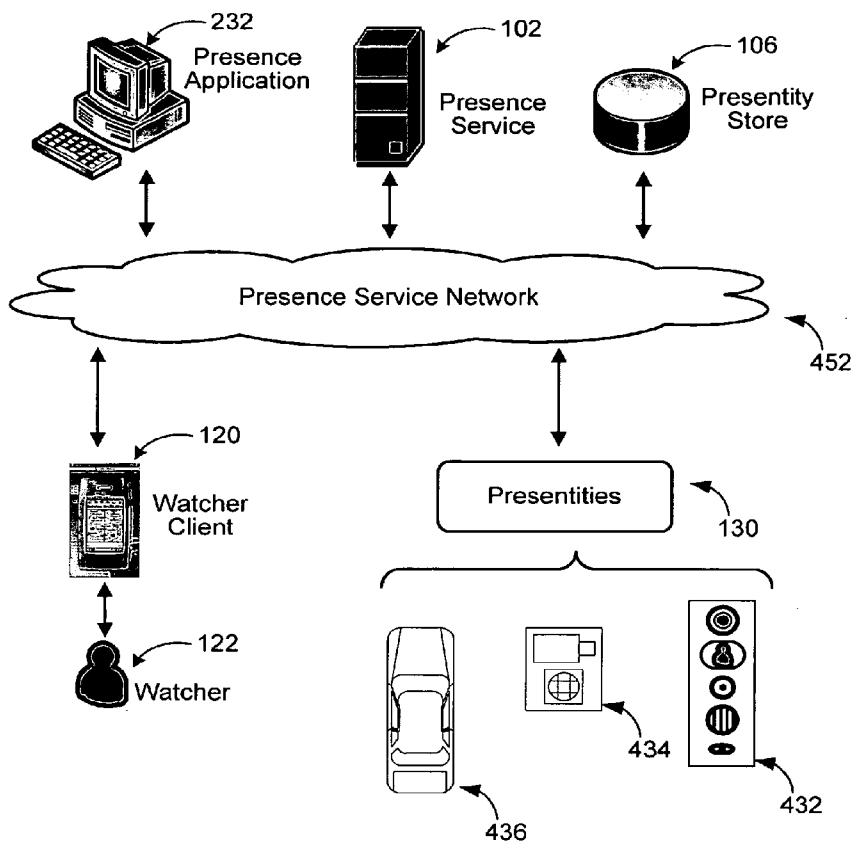 232
Presence
Application
102
Presence
Service
106
Presentity
Store
Presence Service Network
452
120
Watcher
Client
Presentities
130
122
Watcher
434
432
436